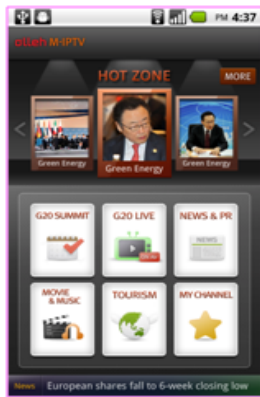 PM 4:37
olleh M-IPTV
HOT ZONE
MORE
Green Energy
Green Energy
Green Energy
G20 SUMMIT
G20 LIVE
NEWS & PR
NEWS
MOVIE
& MUSIC
TOURISM
MY CHANNEL
News European shares fall to 6-week closing low